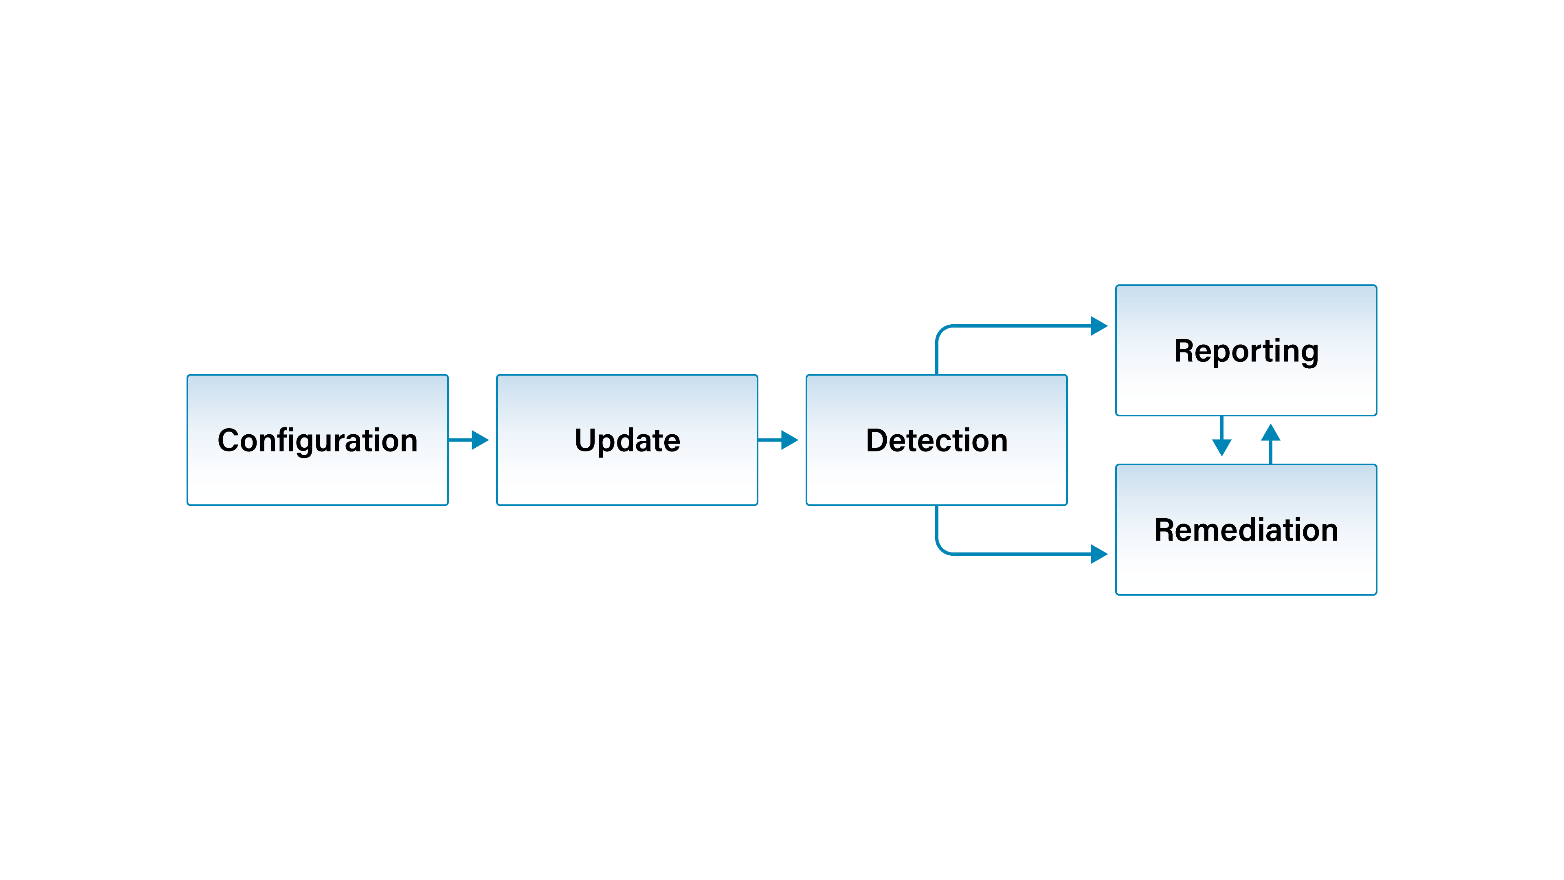 Configuration
Update
Detection
Reporting
Remediation